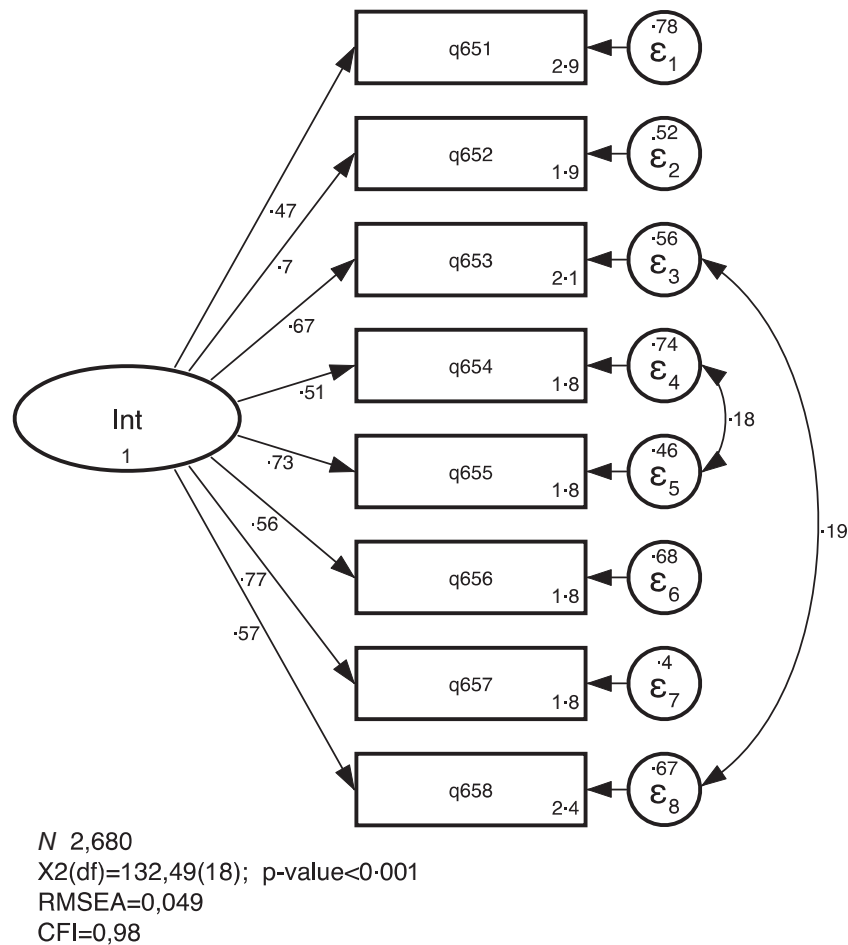 q651
2·9
·78
ε1
q652
1·9
.52
ε2
·47
·7
q653
2·1
·56
ε3
·67
q654
1·8
·74
ε4
·51
·18
Int
1
·73
q655
1·8
·46
ε5
·56
·19
q656
1·8
·68
ε6
·77
·57
q657
1·8
·4
ε7
q658
2·4
·67
ε8
N 2,680
X2(df)=132,49(18); p-value<0·001
RMSEA=0,049
CFI=0,98